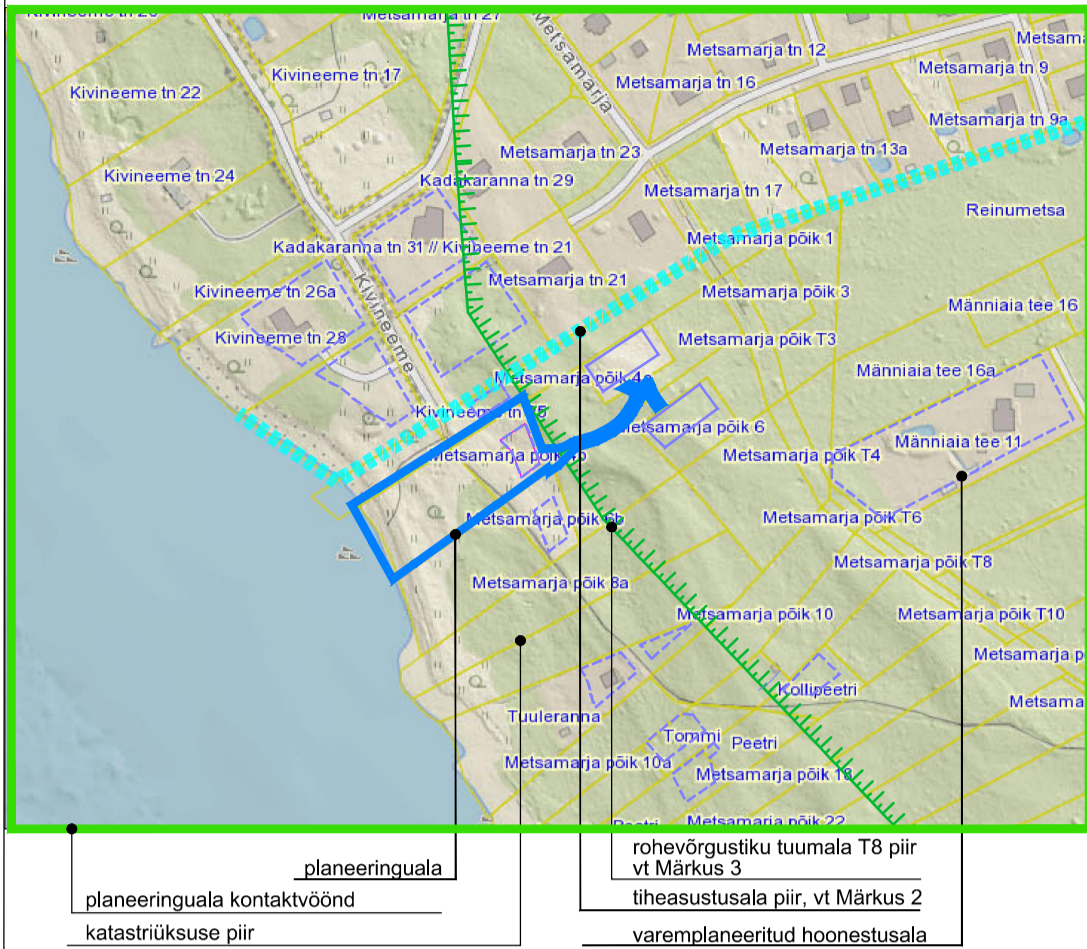 Metsamarja tn 27
Metsama
Kivineeme tn 17
Metsamarja
Metsamarja tn 12
Kivineeme tn 22
Metsamarja tn 16
Metsamarja tn 9
Metsamarja tn 9a
Metsamarja tn 23
Metsamarja tn 13a
Kivineeme tn 24
Kadakaranna tn 29
Metsamarja tn 17
Reinumetsa
Kadakaranna tn 31 // Kivineeme tn 21
Metsamarja põik 1
Metsamarja tn 21
Kivineeme tn 26a
Metsamarja põik 3
Männiaia tee 16
Kivineeme
Kivineeme tn 28
Metsamarja põik T3
Männiaia tee 16a
Kivineeme tn 75
Metsamarja põik 6
Männiaia tee 11
Metsamarja põik 4b
Metsamarja põik T4
Metsamarja põik 6b
Metsamarja põik T6
Metsamarja põik T8
Metsamarja põik 8a
Metsamarja põik 10
Metsamarja põik T10
Metsamarja p
Kollipeetri
Metsama
Tuuleranna
Tommi
Peetri
Metsamarja põik 10a
Metsamarja põik 18
Metsamarja põik 22
planeeringuala
rohevõrgustiku tuumala T8 piir
vt Märkus 3
planeeringuala kontaktvöönd
tiheasustusala piir, vt Märkus 2
katastriüksuse piir
varemplaneeritud hoonestusala